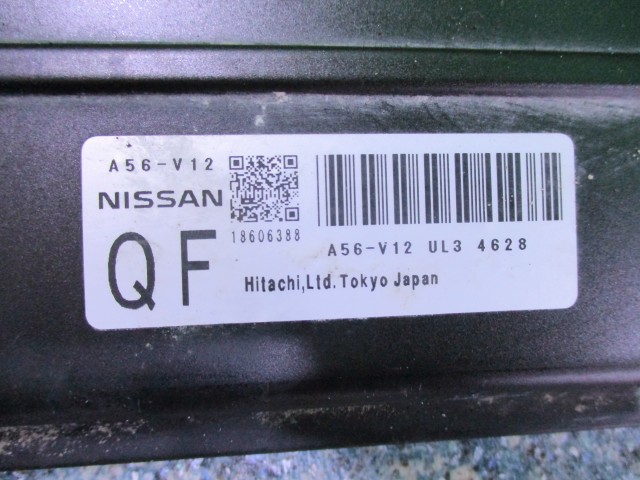 A56-V12
NISSAN
QF
18606388
A56-V12 UL3 4628
Hitachi,Ltd.Tokyo Japan